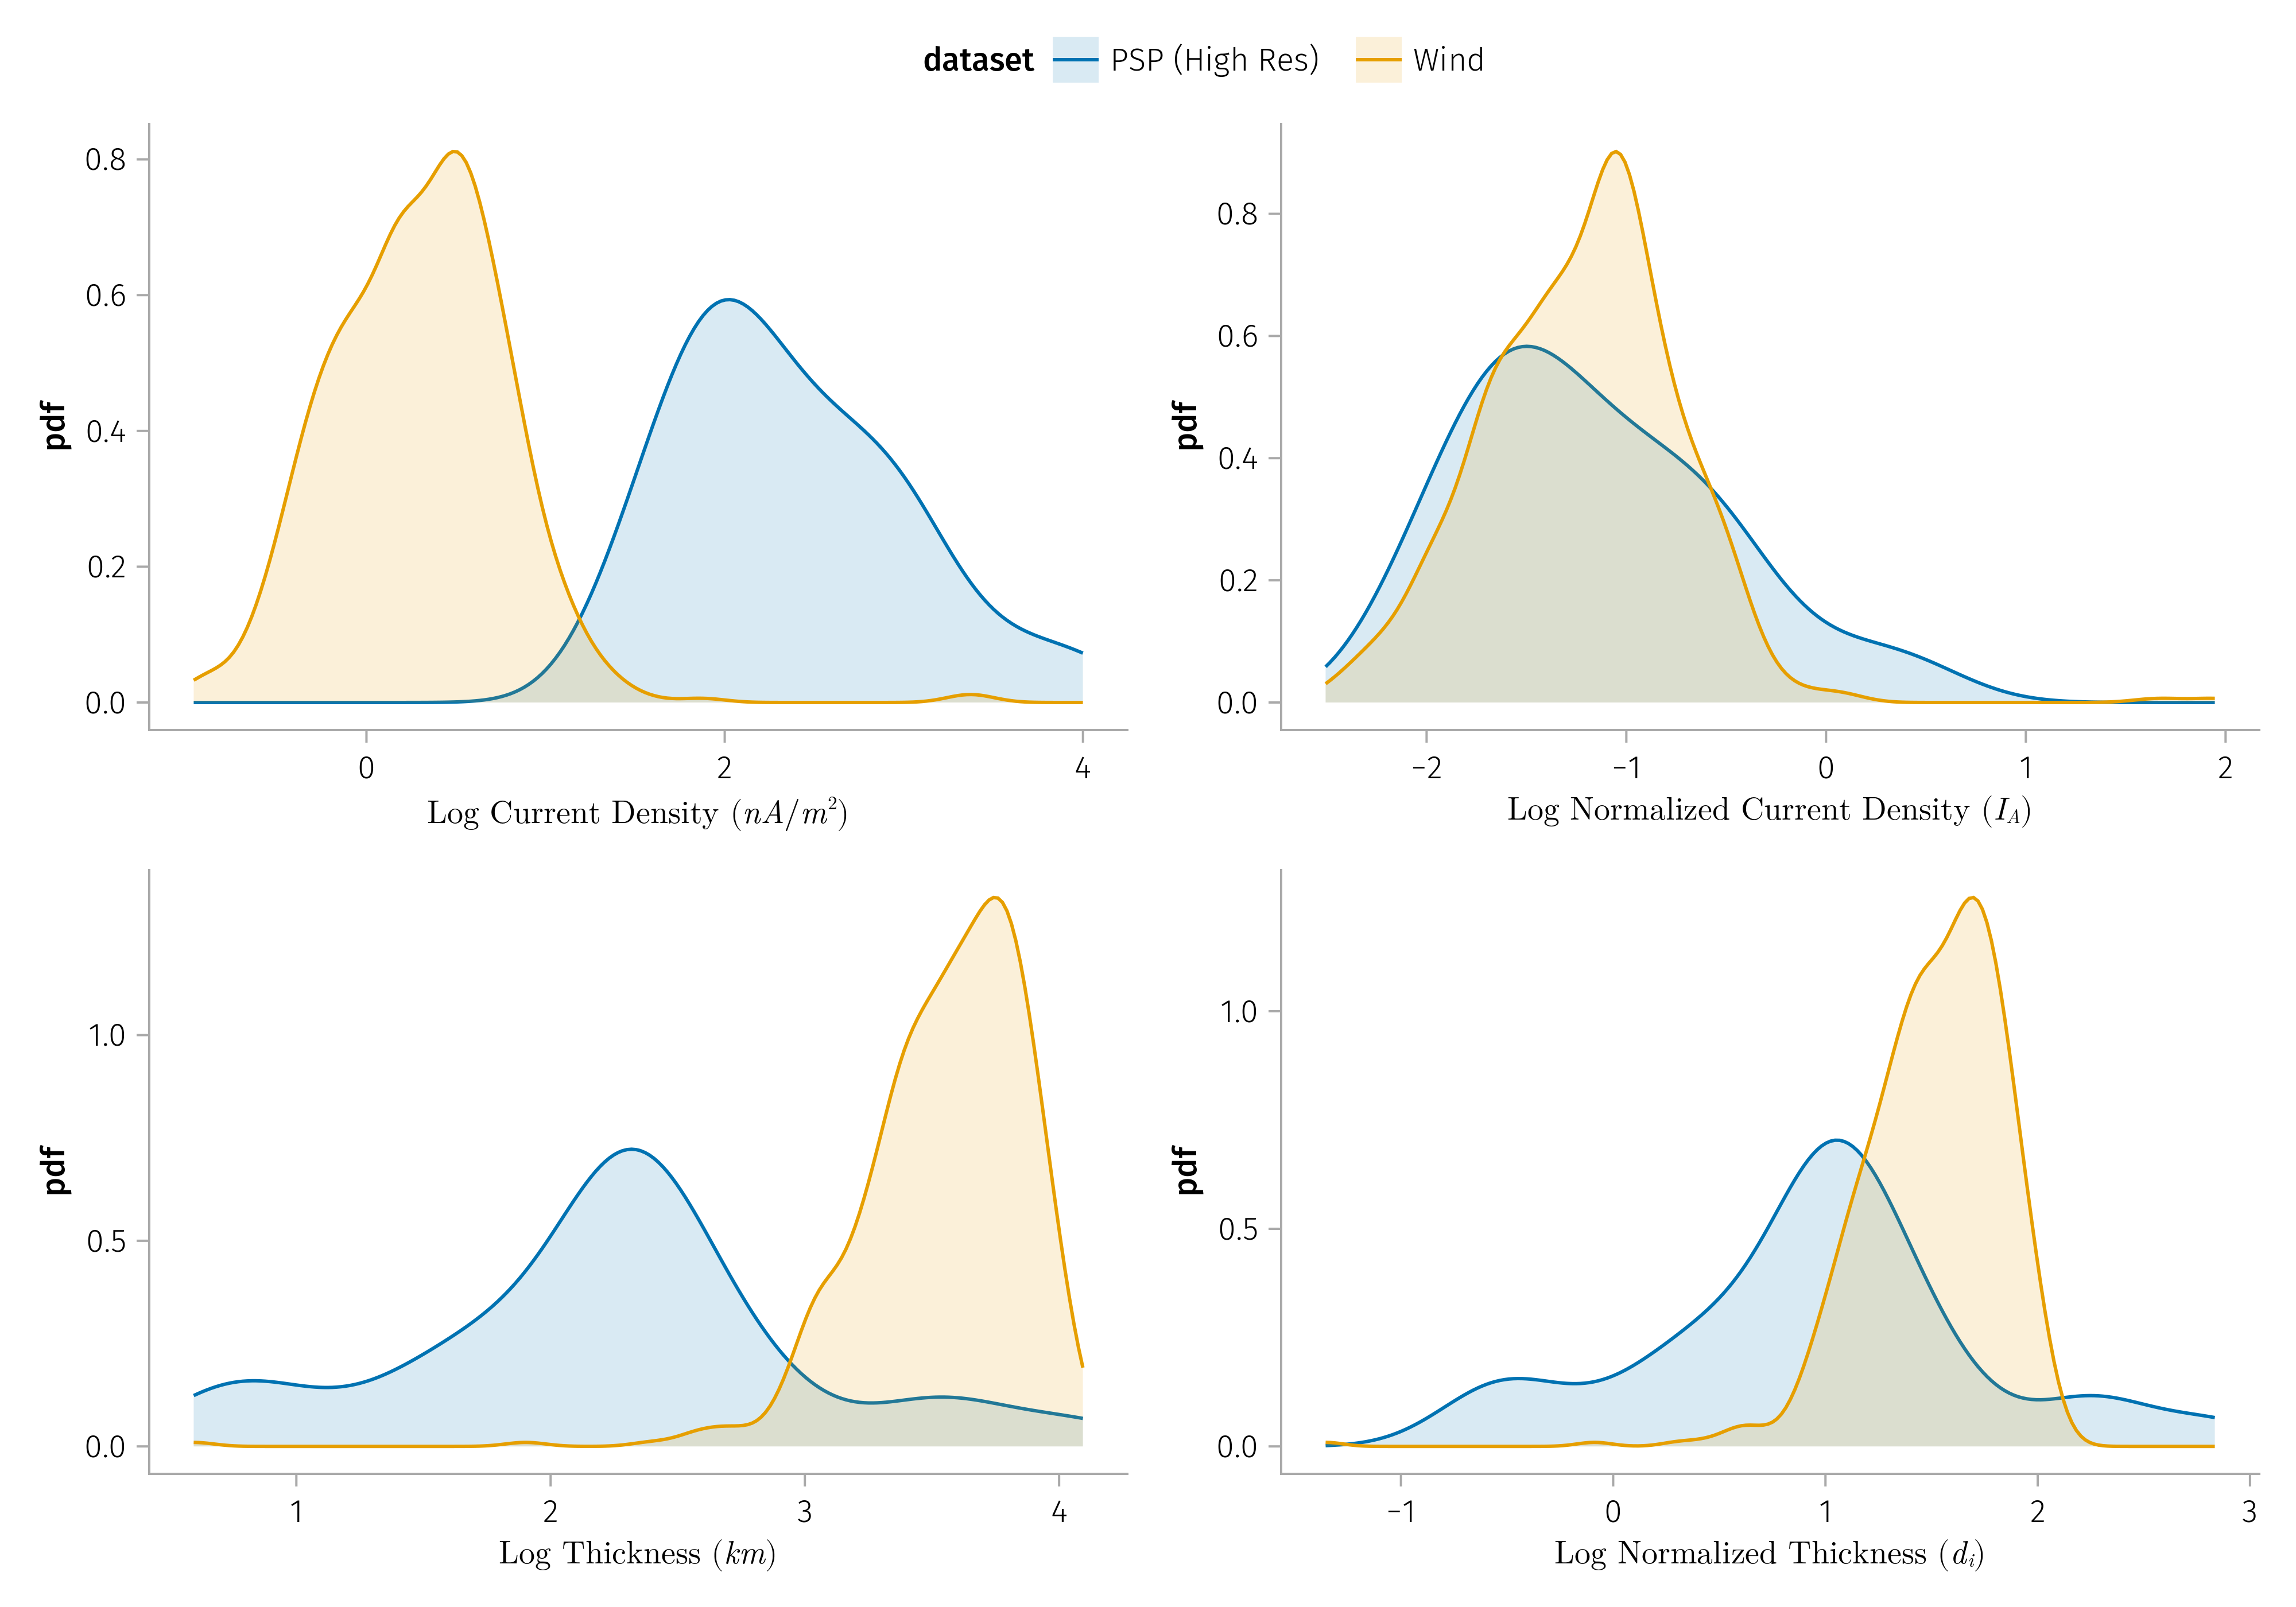 dataset PSP (High Res) Wind
0.8
0.6
0.4
0.2
0.0
pdf
0 2 4
Log Current Density (nA/m²)
0.8
0.6
0.4
0.2
0.0
pdf
−2 −1 0 1 2
Log Normalized Current Density (I_A)
1.0
0.5
0.0
pdf
1 2 3 4
Log Thickness (km)
1.0
0.5
0.0
pdf
−1 0 1 2 3
Log Normalized Thickness (d_i)